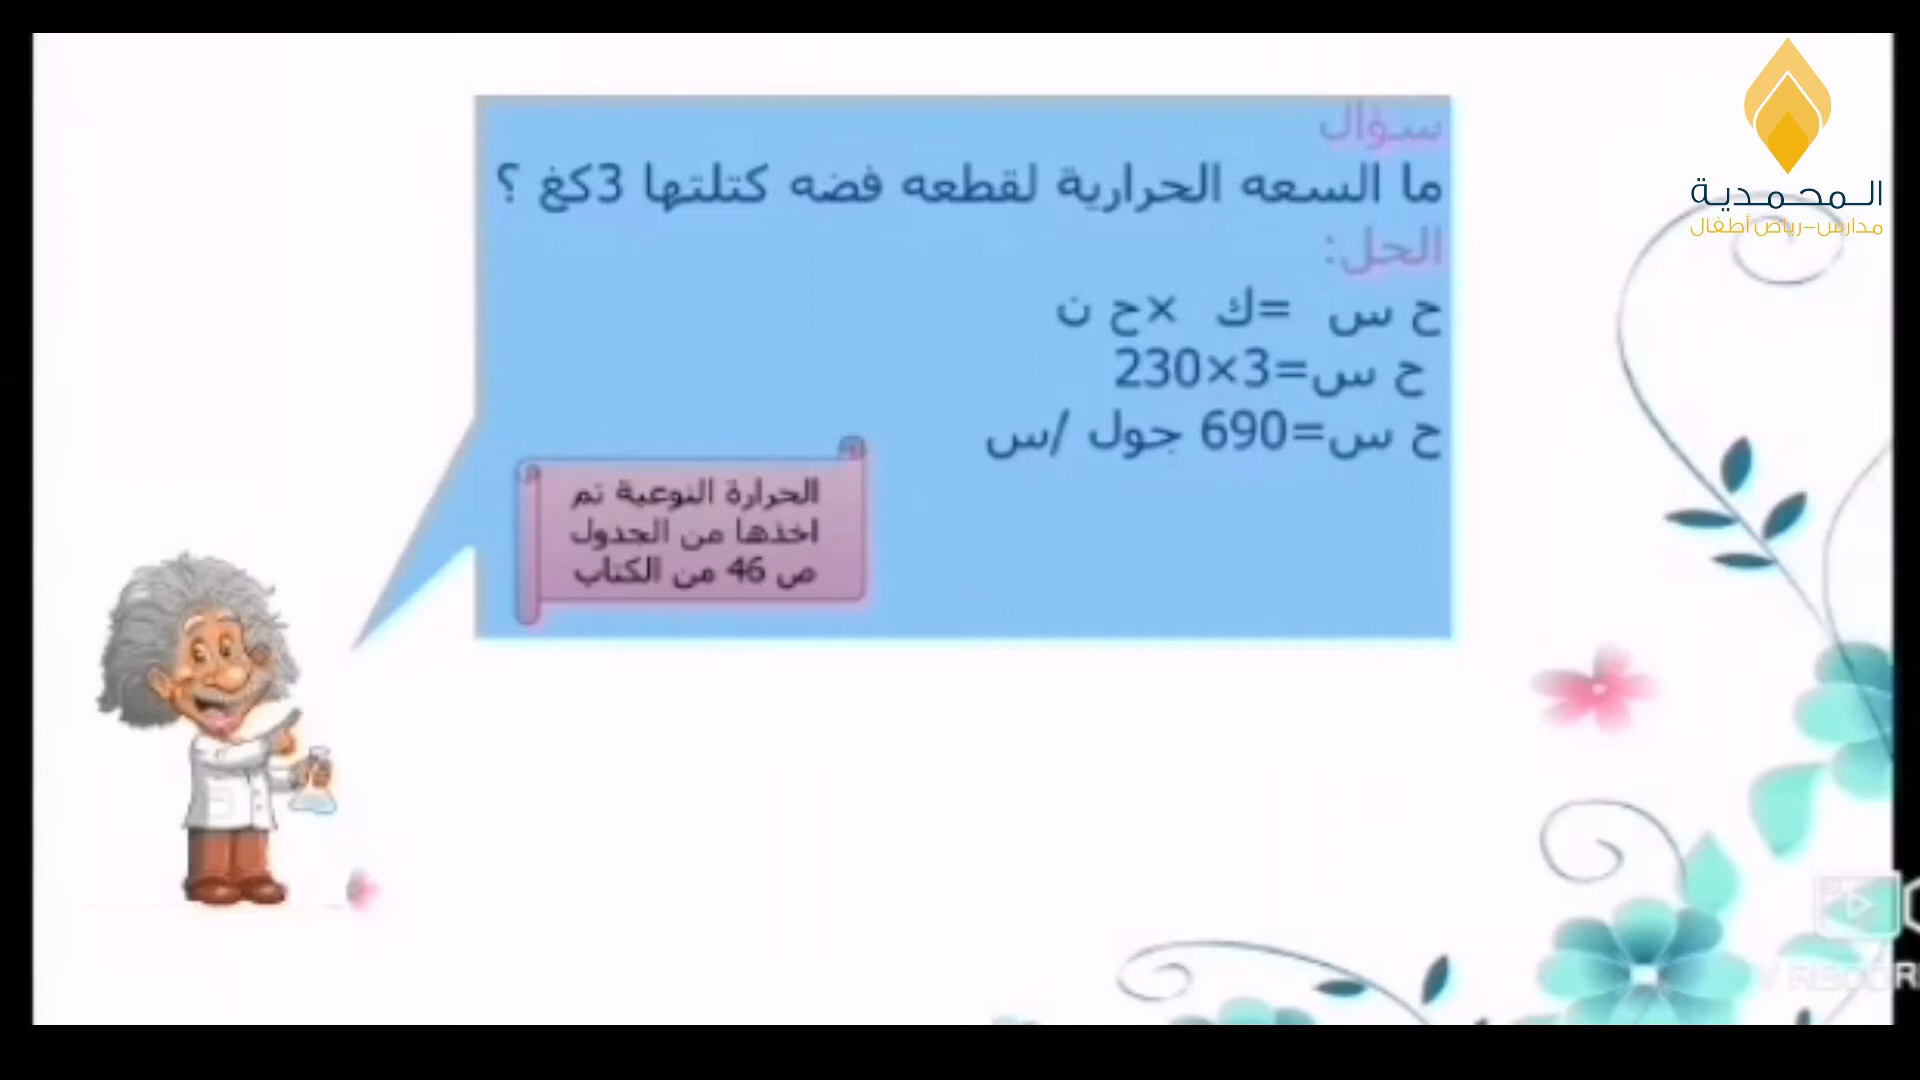 سؤال
ما السعه الحرارية لقطعه فضه كتلتها 3كغ ؟
الحل:
ح س =ك ×ح ن
ح س=3×230
ح س=690 جول /س
الحرارة النوعية تم
اخذها من الجدول
ص 46 من الكتاب
المحمدية
مدارس-رياض أطفال